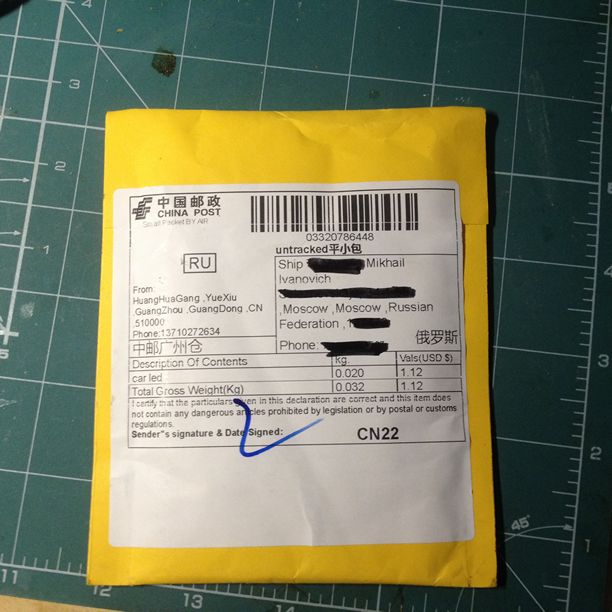 中国邮政
CHINA POST
Small Packet BY AIR
03320786448
untracked平小包
RU
From:
HuangHuaGang ,YueXiu
,GuangZhou ,GuangDong ,CN
,510000
Phone:13710272634
中邮广州仓
Ship Mikhail
Ivanovich
,Moscow ,Moscow ,Russian
Federation ,1
Phone: 俄罗斯
Description Of Contents kg. Vals(USD $)
car led 0.020 1.12
Total Gross Weight(Kg) 0.032 1.12
I certify that the particulars given in this declaration are correct and this item does
not contain any dangerous articles prohibited by legislation or by postal or customs
regulations.
Sender"s signature & Date Signed: CN22
4
3
2
1
3
2
1
45°
11
12
13
14